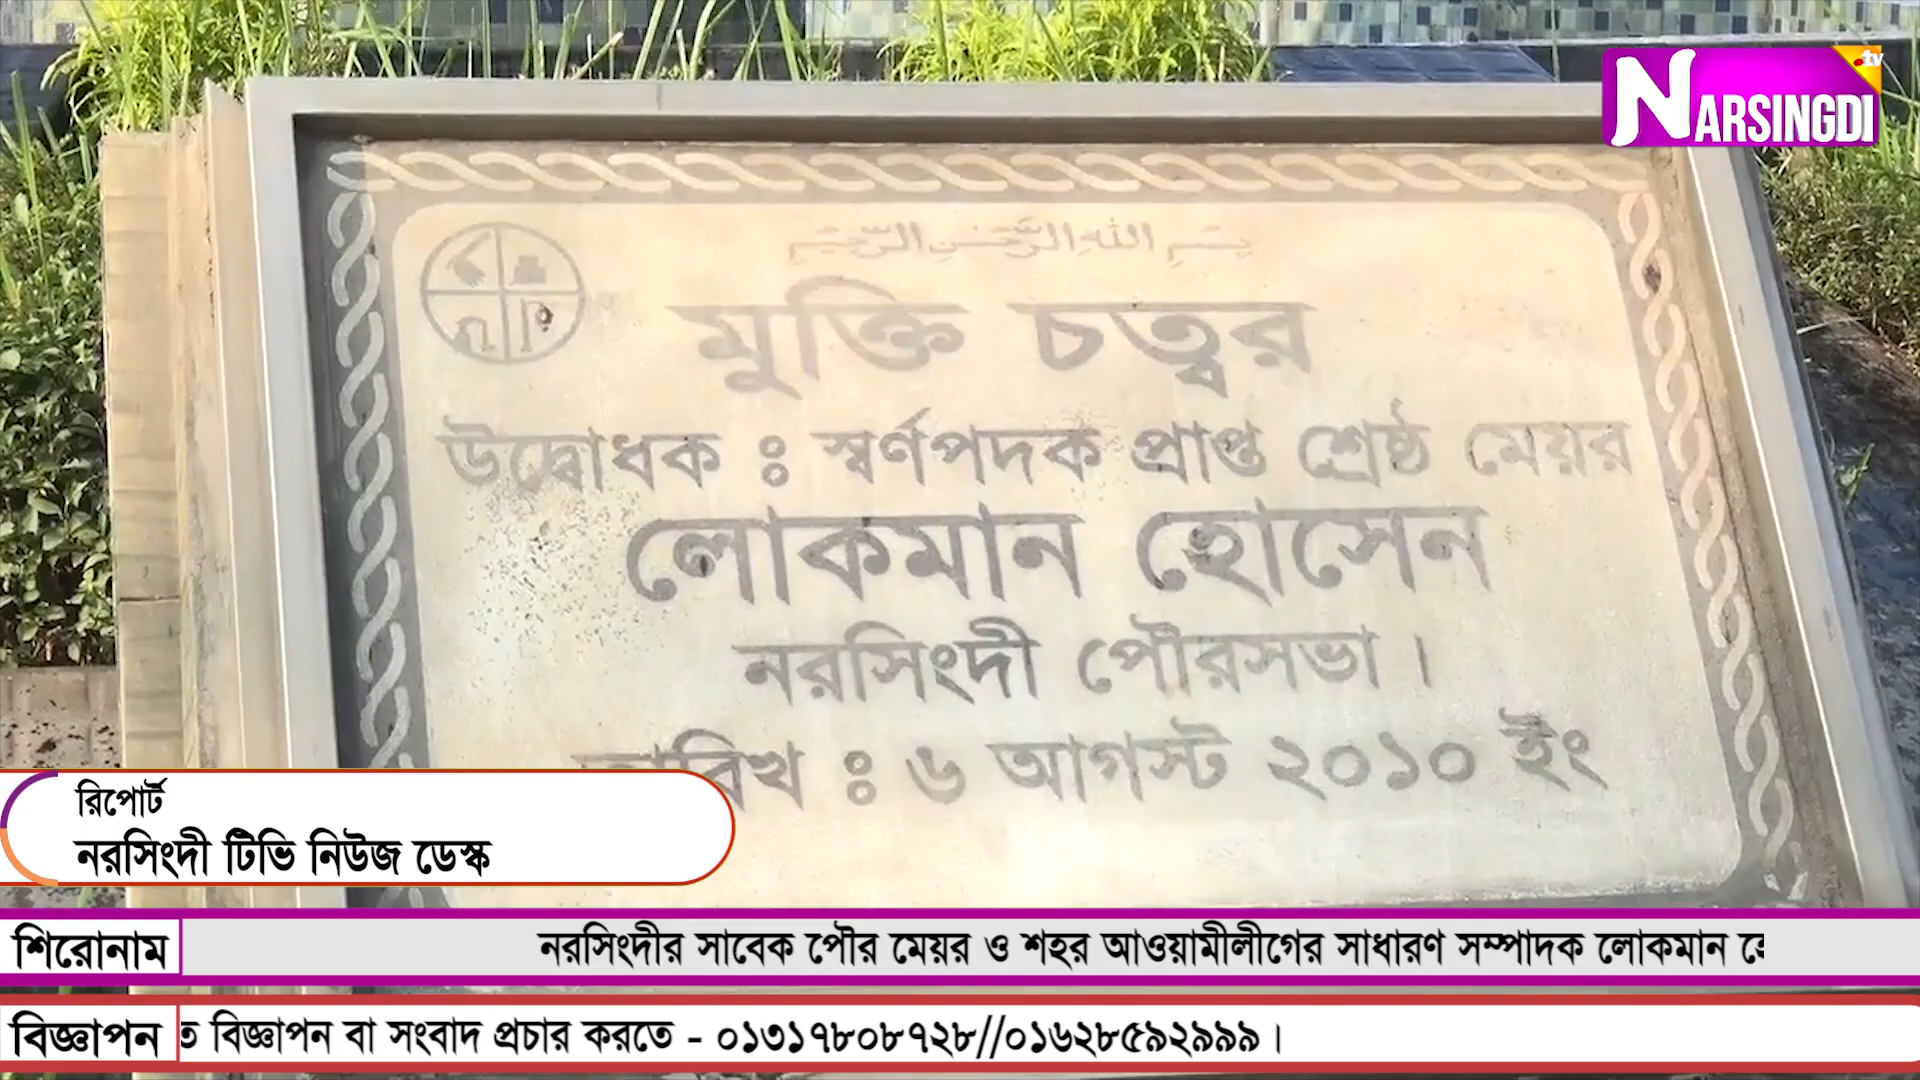 .tv
NARSINGDI
بسم الله الرحمن الرحيم
মুক্তি চত্বর
উদ্বোধক ঃ স্বর্ণপদক প্রাপ্ত শ্রেষ্ঠ মেয়র
লোকমান হোসেন
নরসিংদী পৌরসভা।
তারিখ ঃ ৬ আগস্ট ২০১০ ইং
রিপোর্ট
নরসিংদী টিভি নিউজ ডেস্ক
শিরোনাম নরসিংদীর সাবেক পৌর মেয়র ও শহর আওয়ামীলীগের সাধারণ সম্পাদক লোকমান হে
বিজ্ঞাপন ত বিজ্ঞাপন বা সংবাদ প্রচার করতে - ০১৩১৭৮০৮৭২৮//০১৬২৮৫৯২৯৯৯।